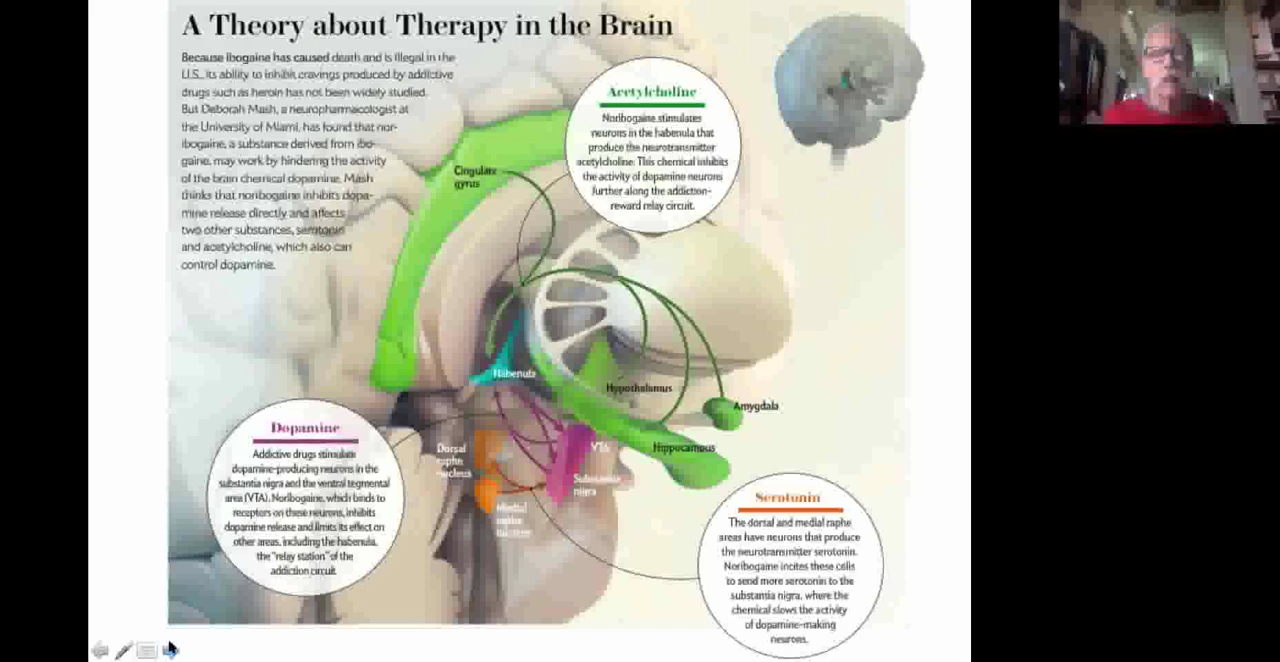 A Theory about Therapy in the Brain
Because ibogaine has caused death and is illegal in the
U.S., its ability to inhibit cravings produced by addictive
drugs such as heroin has not been widely studied.
But Deborah Mash, a neuropharmacologist at
the University of Miami, has found that nor-
ibogaine, a substance derived from ibo-
gaine, may work by hindering the activity
of the brain chemical dopamine. Mash
thinks that noribogaine inhibits dopa-
mine release directly and affects
two other substances, serotonin
and acetylcholine, which also can
control dopamine.
Acetylcholine
Noribogaine stimulates
neurons in the habenula that
produce the neurotransmitter
acetylcholine. This chemical inhibits
the activity of dopamine neurons
further along the addiction-
reward relay circuit.
Cingulate
gyrus
Habenula
Hypothalamus
Amygdala
Hippocampus
VTA
Substantia
nigra
Dorsal
raphe
nucleus
Medial
raphe
nucleus
Dopamine
Addictive drugs stimulate
dopamine-producing neurons in the
substantia nigra and the ventral tegmental
area (VTA). Noribogaine, which binds to
receptors on these neurons, inhibits
dopamine release and limits its effect on
other areas, including the habenula,
the "relay station" of the
addiction circuit.
Serotonin
The dorsal and medial raphe
areas have neurons that produce
the neurotransmitter serotonin.
Noribogaine incites these cells
to send more serotonin to the
substantia nigra, where the
chemical slows the activity
of dopamine-making
neurons.